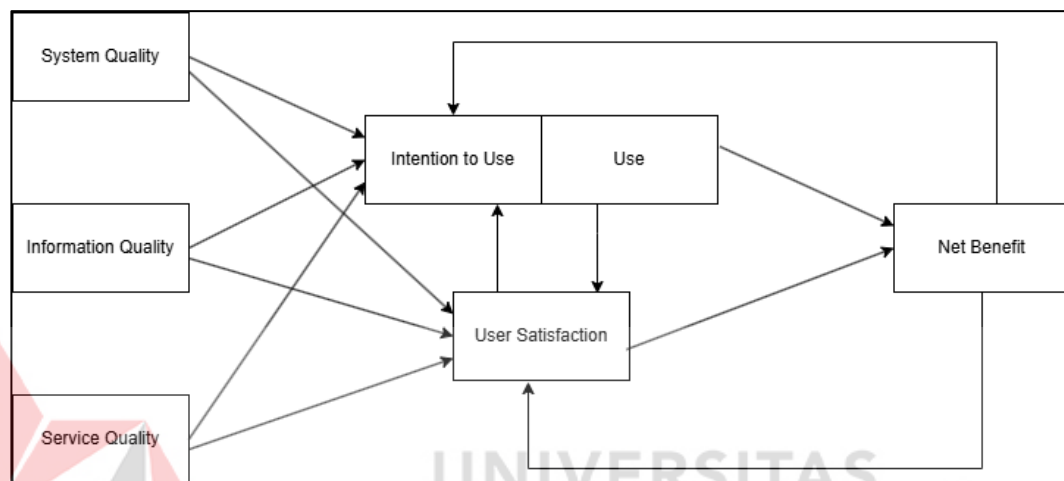 System Quality
Intention to Use
Use
Information Quality
Net Benefit
User Satisfaction
Service Quality
UNIVERSITAS